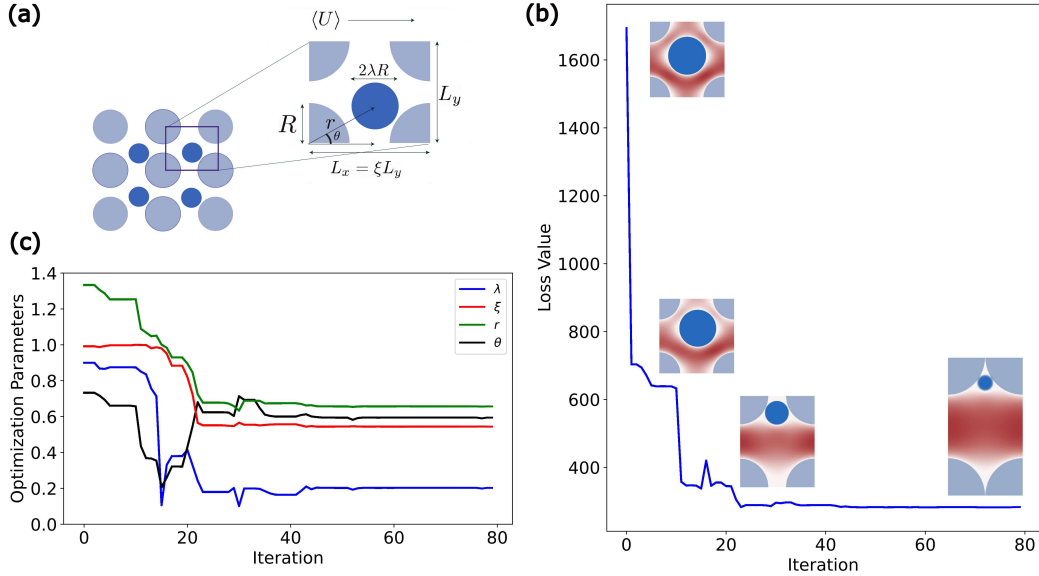 (a)
⟨U⟩
2λR
L_y
R
r
θ
L_x = ξL_y
(b)
Loss Value
1600
1400
1200
1000
800
600
400
0
20
40
60
80
Iteration
(c)
Optimization Parameters
1.4
1.2
1.0
0.8
0.6
0.4
0.2
0.0
λ
ξ
r
θ
0
20
40
60
80
Iteration